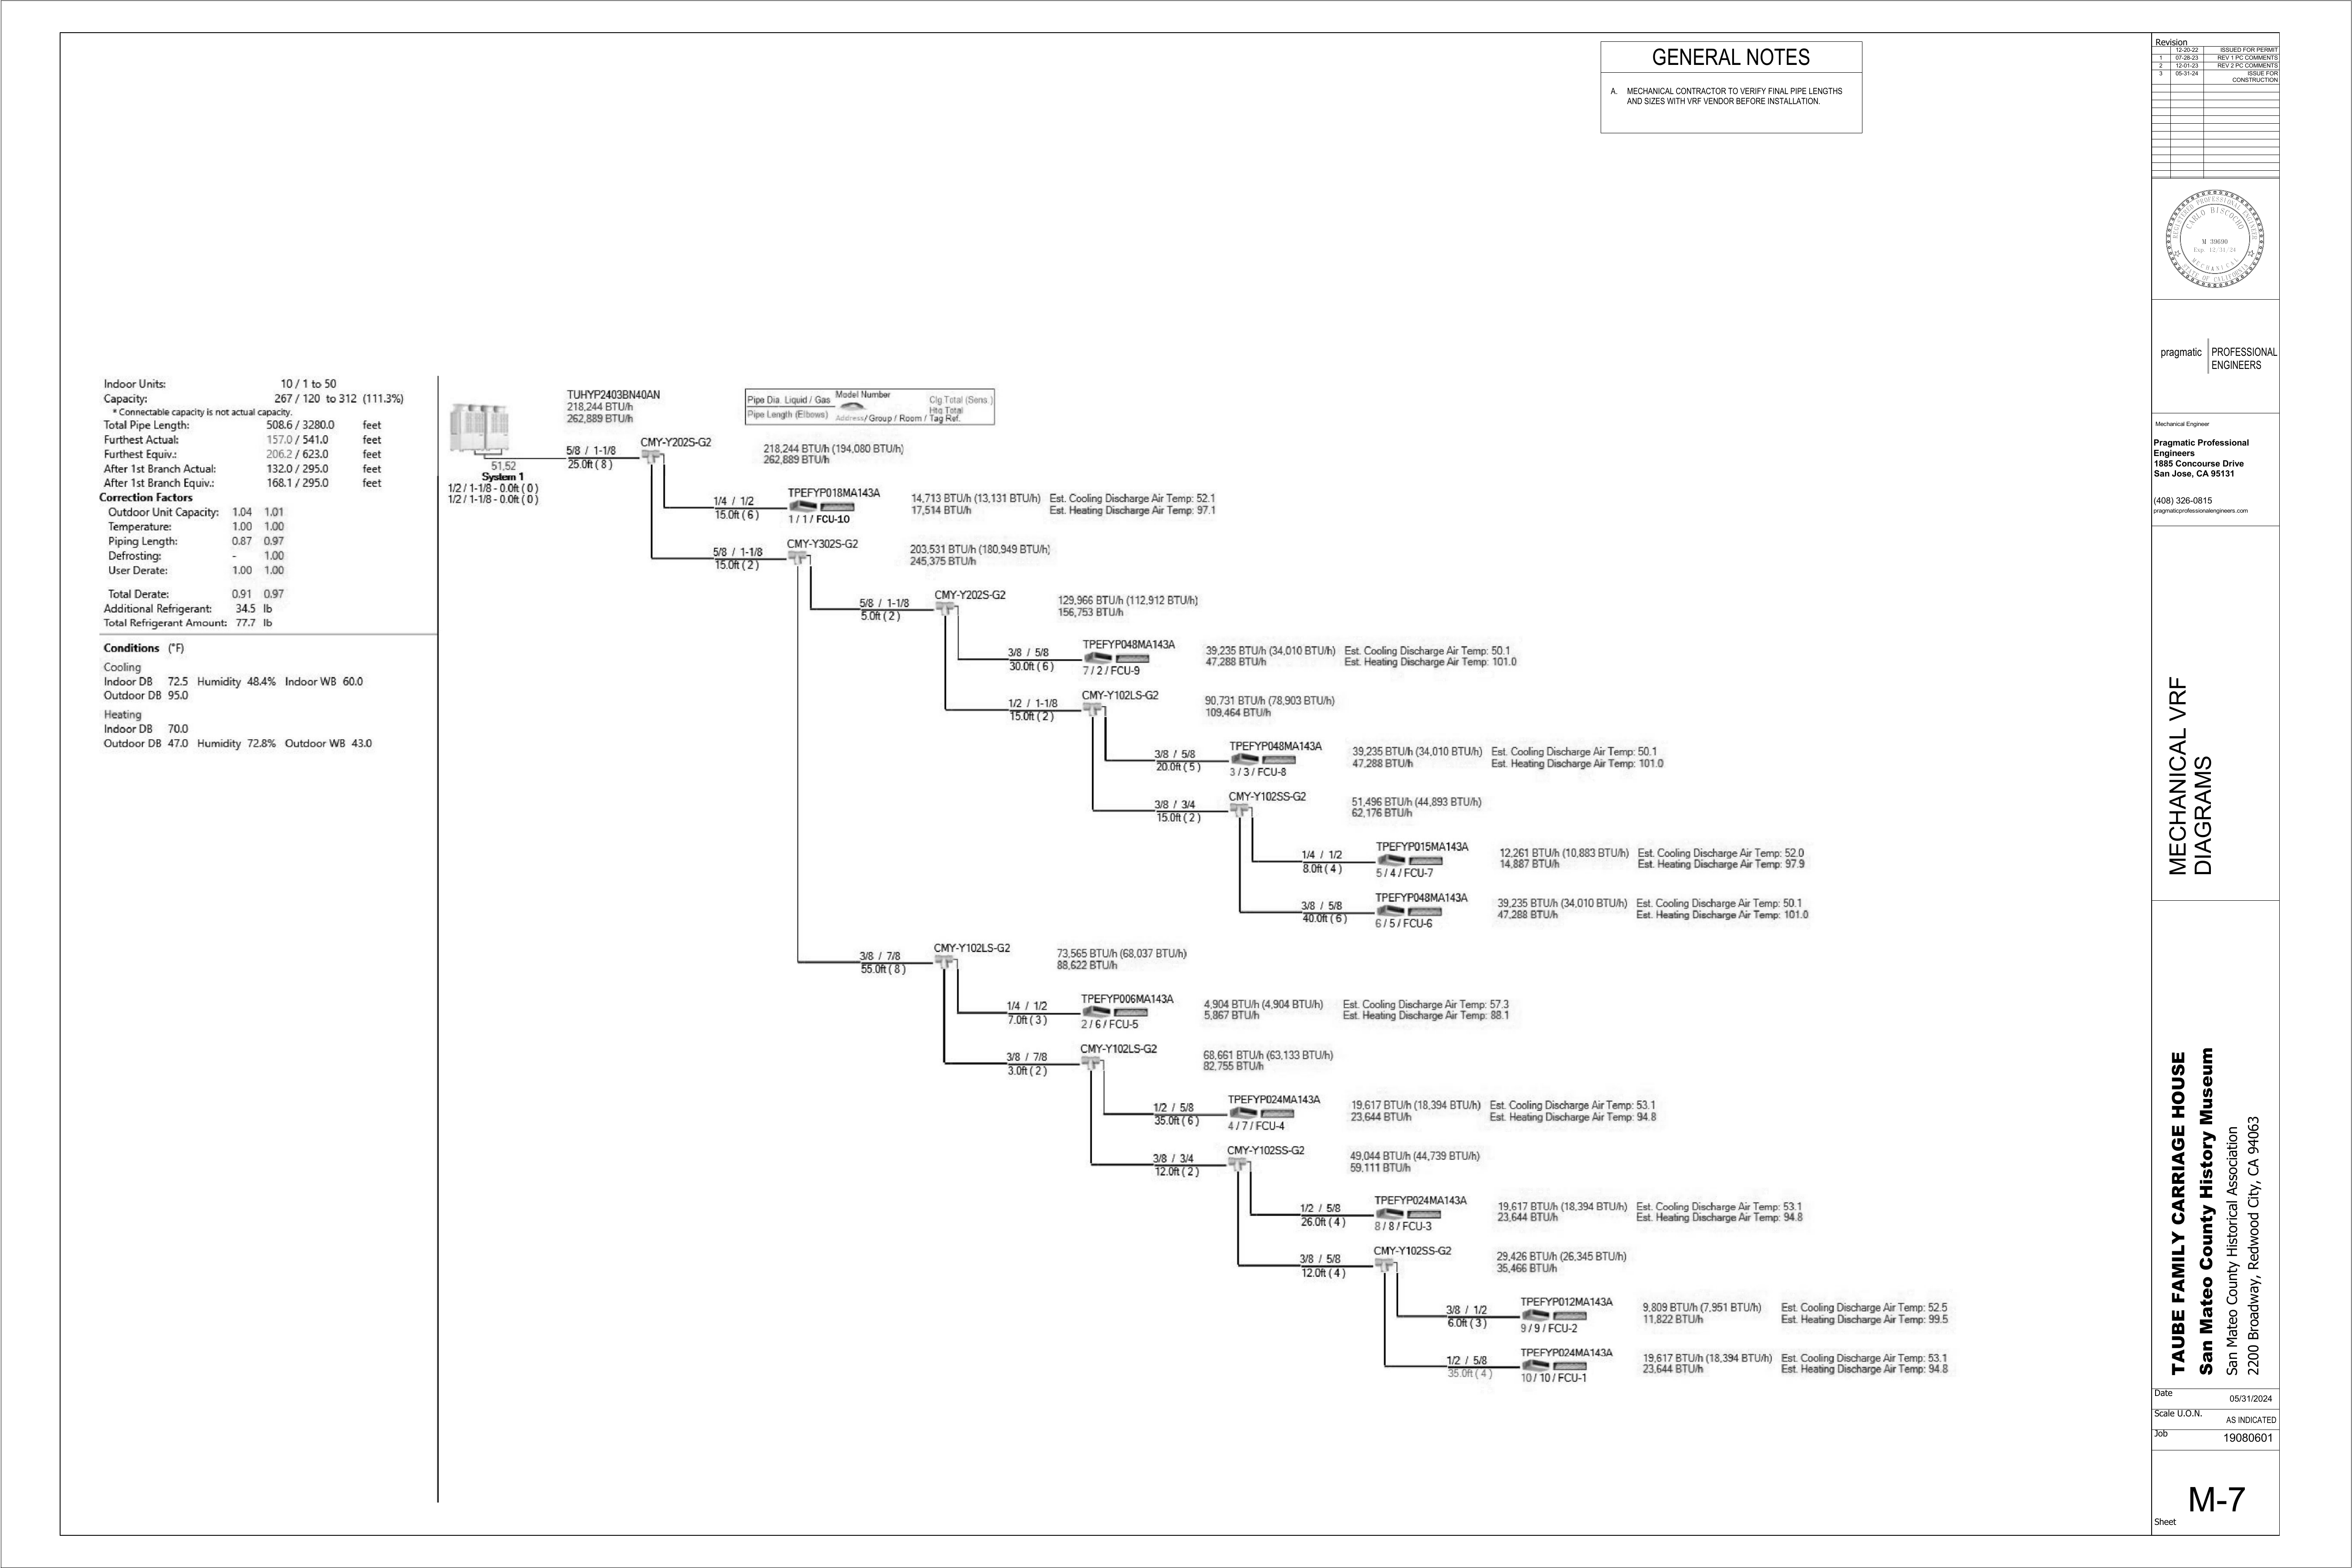 GENERAL NOTES
A. MECHANICAL CONTRACTOR TO VERIFY FINAL PIPE LENGTHS
AND SIZES WITH VRF VENDOR BEFORE INSTALLATION.
Indoor Units: 10 / 1 to 50
Capacity: 267 / 120 to 312 (111.3%)
* Connectable capacity is not actual capacity.
Total Pipe Length: 508.6 / 3280.0 feet
Furthest Actual: 157.0 / 541.0 feet
Furthest Equiv.: 206.2 / 623.0 feet
After 1st Branch Actual: 132.0 / 295.0 feet
After 1st Branch Equiv.: 168.1 / 295.0 feet
Correction Factors
Outdoor Unit Capacity: 1.04 1.01
Temperature: 1.00 1.00
Piping Length: 0.87 0.97
Defrosting: - 1.00
User Derate: 1.00 1.00
Total Derate: 0.91 0.97
Additional Refrigerant: 34.5 lb
Total Refrigerant Amount: 77.7 lb
Conditions (°F)
Cooling
Indoor DB 72.5 Humidity 48.4% Indoor WB 60.0
Outdoor DB 95.0
Heating
Indoor DB 70.0
Outdoor DB 47.0 Humidity 72.8% Outdoor WB 43.0
TUHYP2403BN40AN
218,244 BTU/h
262,889 BTU/h
51,52
System 1
1/2 / 1-1/8 - 0.0ft ( 0 )
1/2 / 1-1/8 - 0.0ft ( 0 )
Pipe Dia. Liquid / Gas Model Number Clg Total (Sens.)
Htg Total
Pipe Length (Elbows) Address/Group / Room / Tag Ref.
5/8 / 1-1/8
25.0ft ( 8 )
CMY-Y202S-G2
218,244 BTU/h (194,080 BTU/h)
262,889 BTU/h
1/4 / 1/2
15.0ft ( 6 )
TPEFYP018MA143A
1 / 1 / FCU-10
14,713 BTU/h (13,131 BTU/h) Est. Cooling Discharge Air Temp: 52.1
17,514 BTU/h Est. Heating Discharge Air Temp: 97.1
5/8 / 1-1/8
15.0ft ( 2 )
CMY-Y302S-G2
203,531 BTU/h (180,949 BTU/h)
245,375 BTU/h
5/8 / 1-1/8
5.0ft ( 2 )
CMY-Y202S-G2
129,966 BTU/h (112,912 BTU/h)
156,753 BTU/h
3/8 / 5/8
30.0ft ( 6 )
TPEFYP048MA143A
7 / 2 / FCU-9
39,235 BTU/h (34,010 BTU/h) Est. Cooling Discharge Air Temp: 50.1
47,288 BTU/h Est. Heating Discharge Air Temp: 101.0
1/2 / 1-1/8
15.0ft ( 2 )
CMY-Y102LS-G2
90,731 BTU/h (78,903 BTU/h)
109,464 BTU/h
3/8 / 5/8
20.0ft ( 5 )
TPEFYP048MA143A
3 / 3 / FCU-8
39,235 BTU/h (34,010 BTU/h) Est. Cooling Discharge Air Temp: 50.1
47,288 BTU/h Est. Heating Discharge Air Temp: 101.0
3/8 / 3/4
15.0ft ( 2 )
CMY-Y102SS-G2
51,496 BTU/h (44,893 BTU/h)
62,176 BTU/h
1/4 / 1/2
8.0ft ( 4 )
TPEFYP015MA143A
5 / 4 / FCU-7
12,261 BTU/h (10,883 BTU/h) Est. Cooling Discharge Air Temp: 52.0
14,887 BTU/h Est. Heating Discharge Air Temp: 97.9
3/8 / 5/8
40.0ft ( 6 )
TPEFYP048MA143A
6 / 5 / FCU-6
39,235 BTU/h (34,010 BTU/h) Est. Cooling Discharge Air Temp: 50.1
47,288 BTU/h Est. Heating Discharge Air Temp: 101.0
3/8 / 7/8
55.0ft ( 8 )
CMY-Y102LS-G2
73,565 BTU/h (68,037 BTU/h)
88,622 BTU/h
1/4 / 1/2
7.0ft ( 3 )
TPEFYP006MA143A
2 / 6 / FCU-5
4,904 BTU/h (4,904 BTU/h) Est. Cooling Discharge Air Temp: 57.3
5,867 BTU/h Est. Heating Discharge Air Temp: 88.1
3/8 / 7/8
3.0ft ( 2 )
CMY-Y102LS-G2
68,661 BTU/h (63,133 BTU/h)
82,755 BTU/h
1/2 / 5/8
35.0ft ( 6 )
TPEFYP024MA143A
4 / 7 / FCU-4
19,617 BTU/h (18,394 BTU/h) Est. Cooling Discharge Air Temp: 53.1
23,644 BTU/h Est. Heating Discharge Air Temp: 94.8
3/8 / 3/4
12.0ft ( 2 )
CMY-Y102SS-G2
49,044 BTU/h (44,739 BTU/h)
59,111 BTU/h
1/2 / 5/8
26.0ft ( 4 )
TPEFYP024MA143A
8 / 8 / FCU-3
19,617 BTU/h (18,394 BTU/h) Est. Cooling Discharge Air Temp: 53.1
23,644 BTU/h Est. Heating Discharge Air Temp: 94.8
3/8 / 5/8
12.0ft ( 4 )
CMY-Y102SS-G2
29,426 BTU/h (26,345 BTU/h)
35,466 BTU/h
3/8 / 1/2
6.0ft ( 3 )
TPEFYP012MA143A
9 / 9 / FCU-2
9,809 BTU/h (7,951 BTU/h) Est. Cooling Discharge Air Temp: 52.5
11,822 BTU/h Est. Heating Discharge Air Temp: 99.5
1/2 / 5/8
35.0ft ( 4 )
TPEFYP024MA143A
10 / 10 / FCU-1
19,617 BTU/h (18,394 BTU/h) Est. Cooling Discharge Air Temp: 53.1
23,644 BTU/h Est. Heating Discharge Air Temp: 94.8
Revision
12-20-22 ISSUED FOR PERMIT
1 07-28-23 REV 1 PC COMMENTS
2 12-01-23 REV 2 PC COMMENTS
3 05-31-24 ISSUE FOR
CONSTRUCTION
REGISTERED PROFESSIONAL ENGINEER
CARLO BISCOCHO
M 39690
Exp. 12/31/24
MECHANICAL
STATE OF CALIFORNIA
pragmatic PROFESSIONAL
ENGINEERS
Mechanical Engineer
Pragmatic Professional
Engineers
1885 Concourse Drive
San Jose, CA 95131
(408) 326-0815
pragmaticprofessionalengineers.com
MECHANICAL VRF
DIAGRAMS
TAUBE FAMILY CARRIAGE HOUSE
San Mateo County History Museum
San Mateo County Historical Association
2200 Broadway, Redwood City, CA 94063
Date 05/31/2024
Scale U.O.N. AS INDICATED
Job 19080601
M-7
Sheet